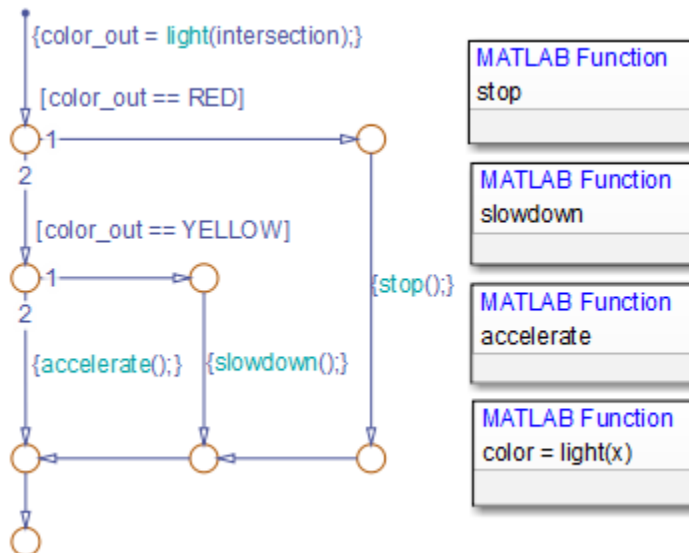 {color_out = light(intersection);}
[color_out == RED]
1
2
[color_out == YELLOW]
1
2
{stop();}
{accelerate();}
{slowdown();}
MATLAB Function
stop
MATLAB Function
slowdown
MATLAB Function
accelerate
MATLAB Function
color = light(x)